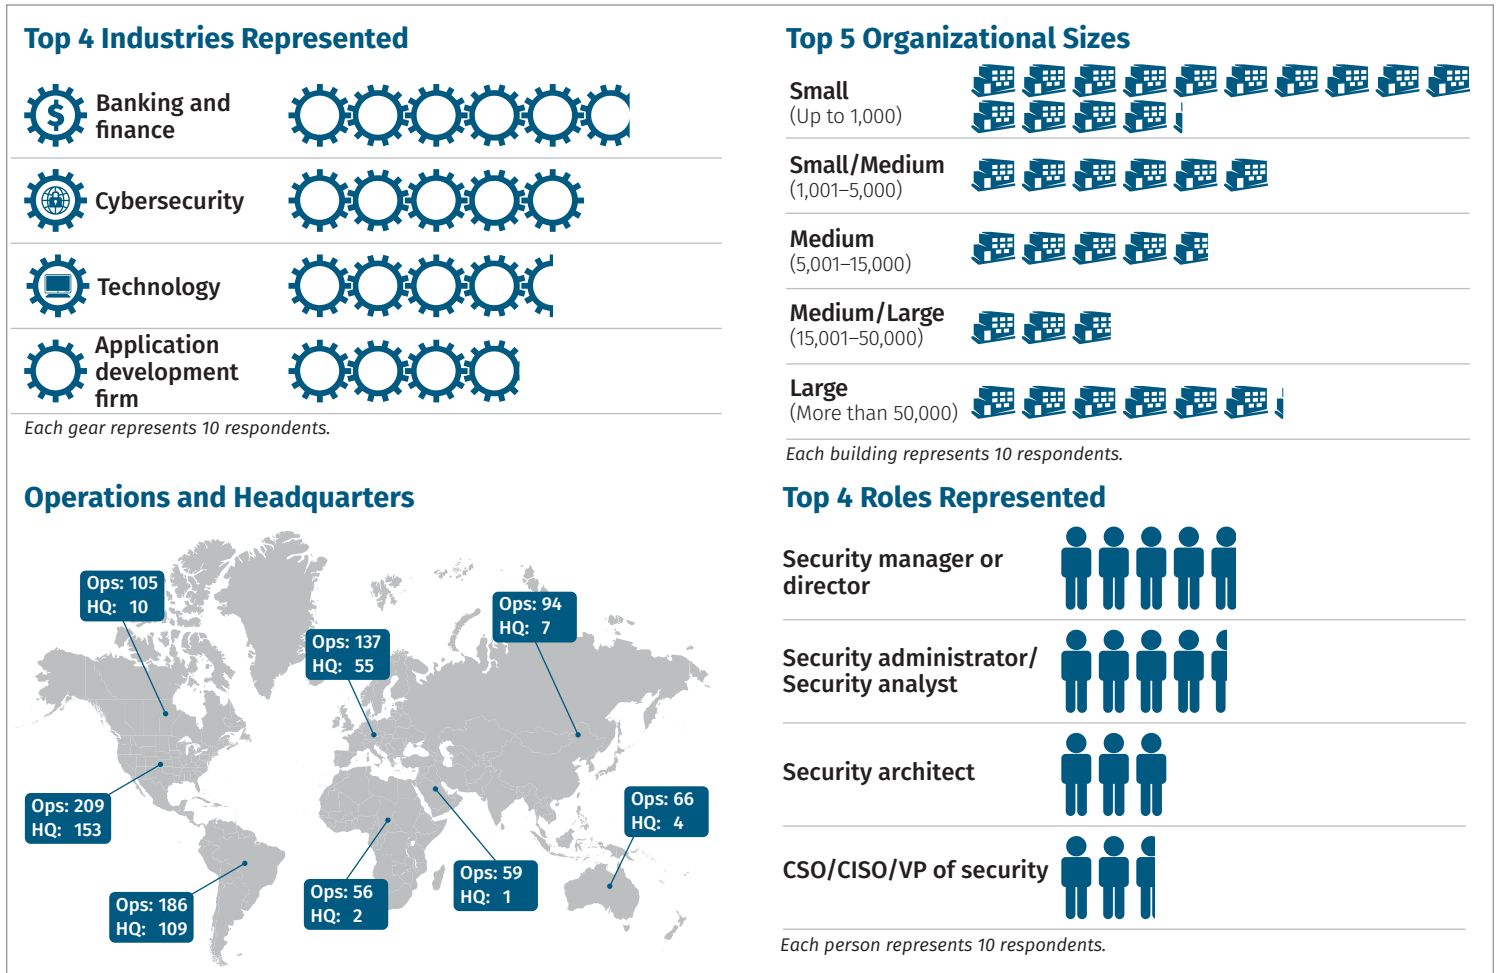 Top 4 Industries Represented
$
Banking and
finance
Cybersecurity
Technology
Application
development
firm
Each gear represents 10 respondents.
Top 5 Organizational Sizes
Small
(Up to 1,000)
Small/Medium
(1,001–5,000)
Medium
(5,001–15,000)
Medium/Large
(15,001–50,000)
Large
(More than 50,000)
Each building represents 10 respondents.
Operations and Headquarters
Ops: 105
HQ: 10
Ops: 137
HQ: 55
Ops: 94
HQ: 7
Ops: 209
HQ: 153
Ops: 66
HQ: 4
Ops: 186
HQ: 109
Ops: 56
HQ: 2
Ops: 59
HQ: 1
Top 4 Roles Represented
Security manager or
director
Security administrator/
Security analyst
Security architect
CSO/CISO/VP of security
Each person represents 10 respondents.